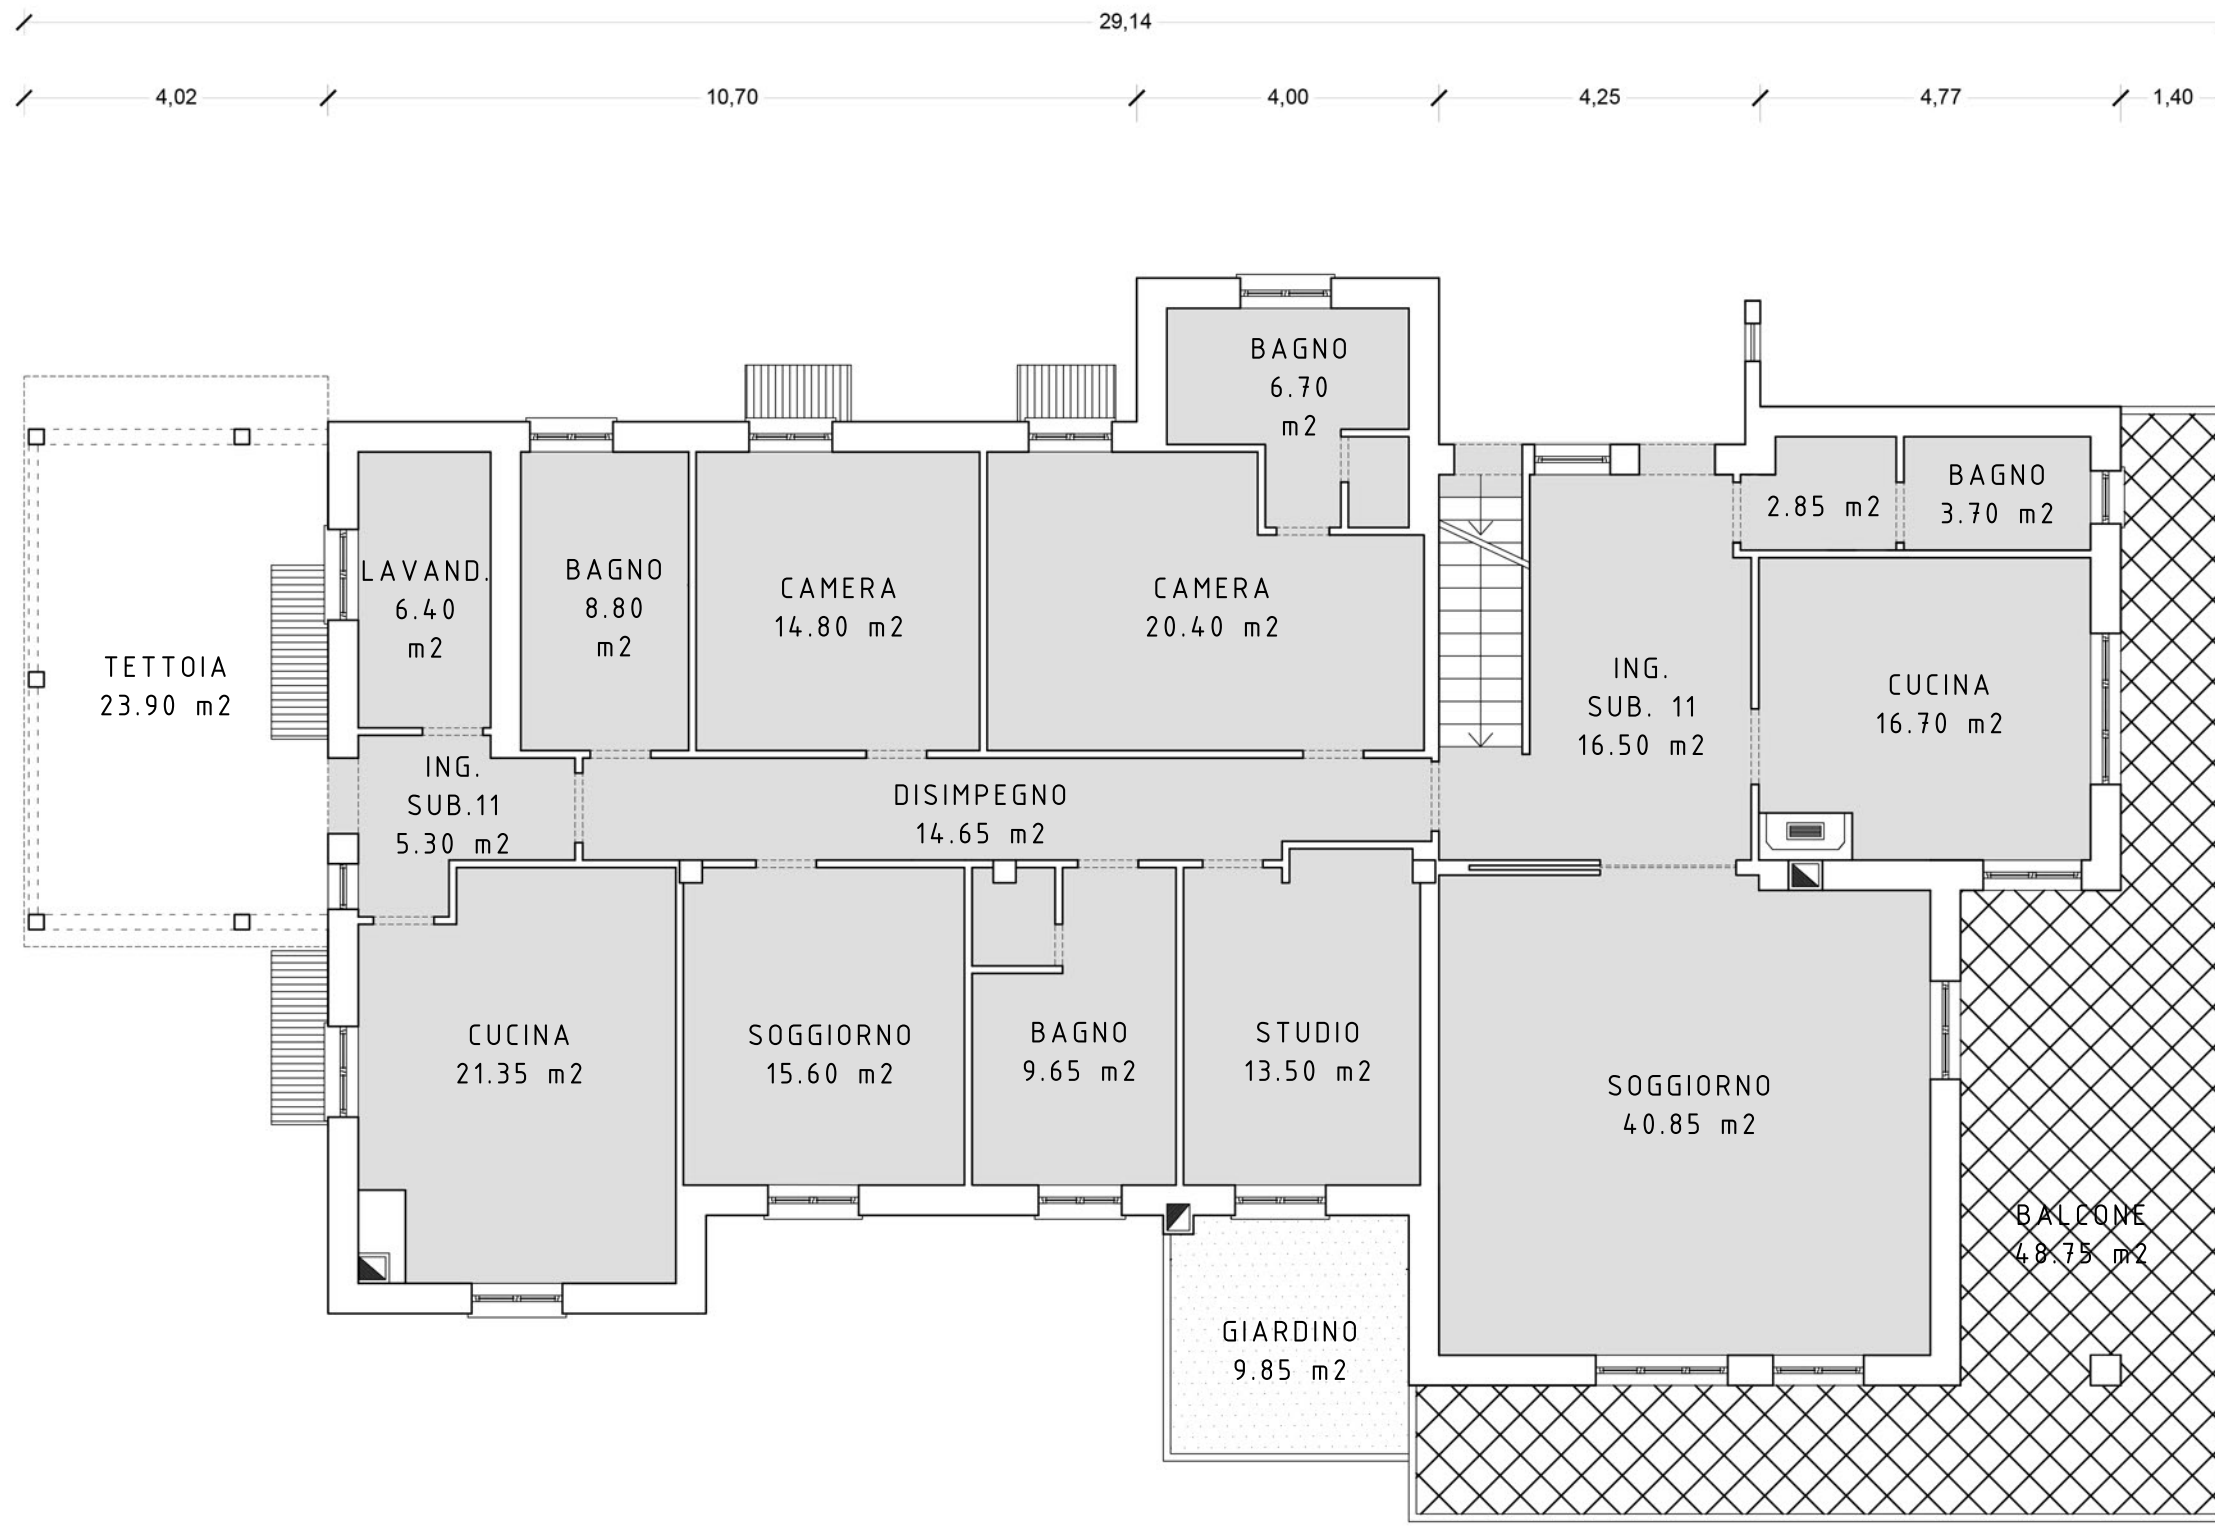 29,14
4,02
10,70
4,00
4,25
4,77
1,40
BAGNO
6.70
m2
BAGNO
3.70 m2
2.85 m2
LAVAND.
6.40
m2
BAGNO
8.80
m2
CAMERA
14.80 m2
CAMERA
20.40 m2
TETTOIA
23.90 m2
ING.
SUB. 11
16.50 m2
CUCINA
16.70 m2
ING.
SUB.11
5.30 m2
DISIMPEGNO
14.65 m2
CUCINA
21.35 m2
SOGGIORNO
15.60 m2
BAGNO
9.65 m2
STUDIO
13.50 m2
SOGGIORNO
40.85 m2
BALCONE
48.75 m2
GIARDINO
9.85 m2